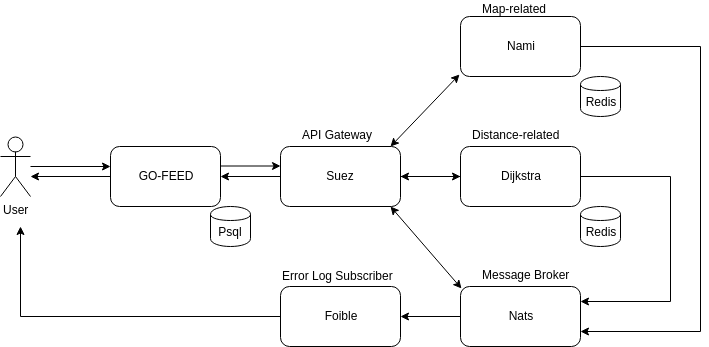 Map-related
Nami
Redis
API Gateway
Distance-related
GO-FEED
Suez
Dijkstra
User
Psql
Redis
Error Log Subscriber
Message Broker
Foible
Nats